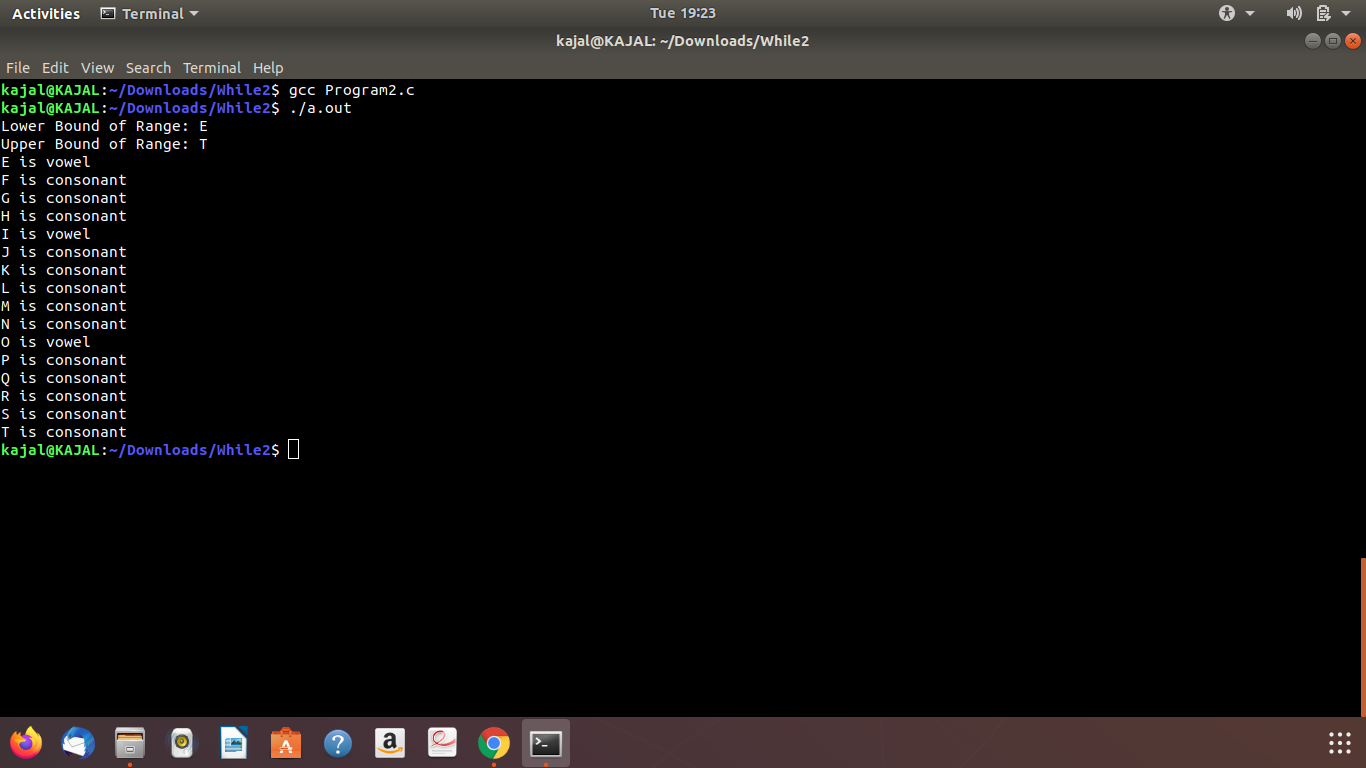 Activities Terminal Tue 19:23
kajal@KAJAL: ~/Downloads/While2
File Edit View Search Terminal Help
kajal@KAJAL:~/Downloads/While2$ gcc Program2.c
kajal@KAJAL:~/Downloads/While2$ ./a.out
Lower Bound of Range: E
Upper Bound of Range: T
E is vowel
F is consonant
G is consonant
H is consonant
I is vowel
J is consonant
K is consonant
L is consonant
M is consonant
N is consonant
O is vowel
P is consonant
Q is consonant
R is consonant
S is consonant
T is consonant
kajal@KAJAL:~/Downloads/While2$